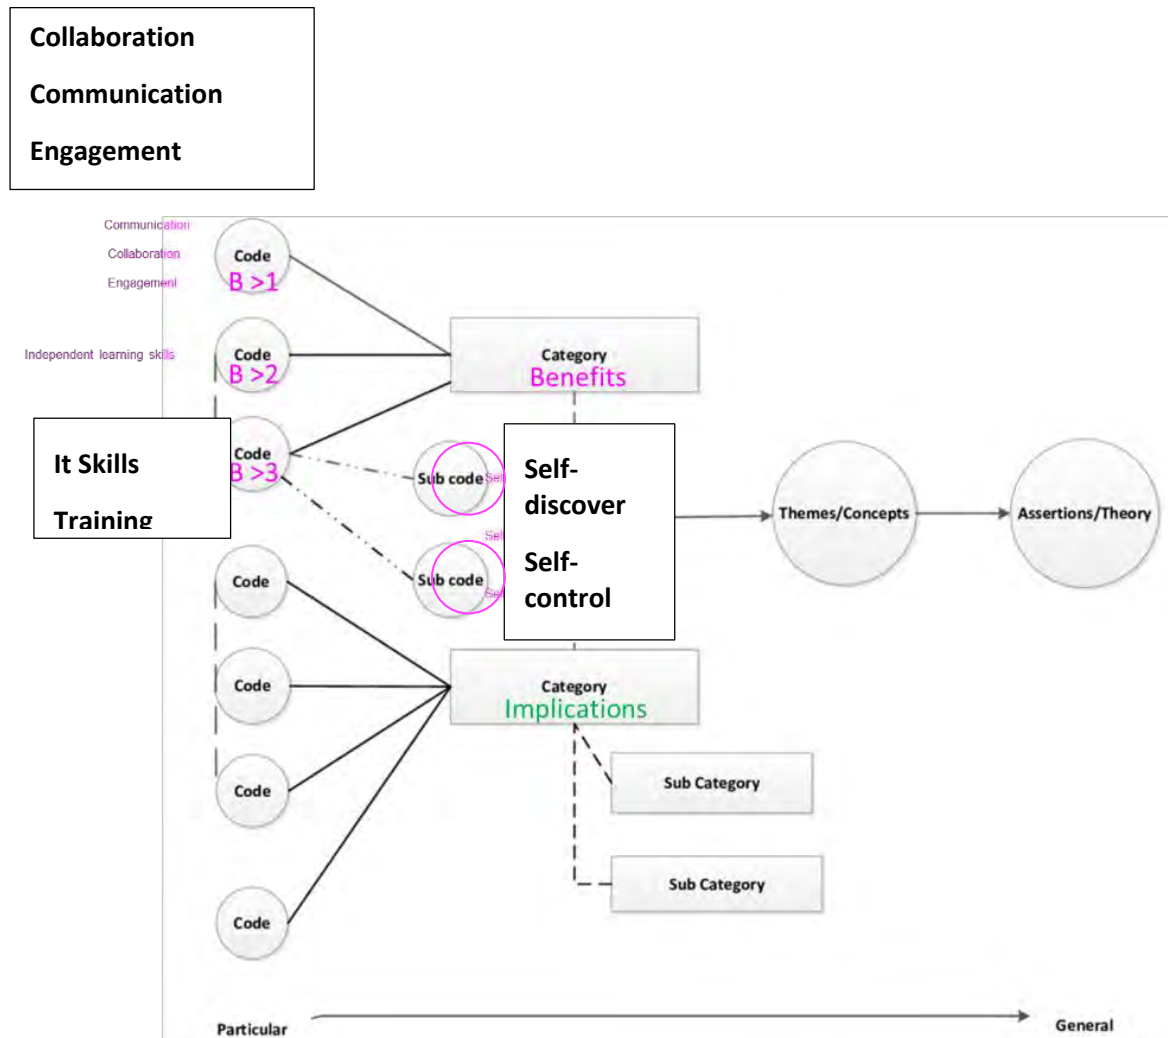 Collaboration
Communication
Engagement
Communication
Collaboration
Engagement
Code
B >1
Independent learning skills
Code
B >2
Category
Benefits
It Skills
Training
Code
B >3
Sub code
Self-
discover
Self-
control
Sub code
Themes/Concepts
Assertions/Theory
Code
Code
Category
Implications
Code
Sub Category
Sub Category
Code
Particular
General